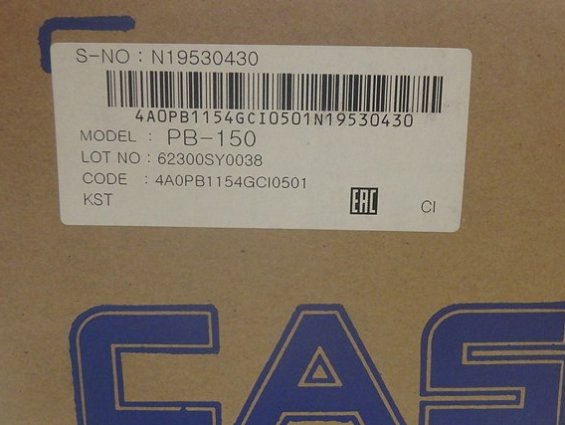 S-NO : N19530430
4A0PB1154GCI0501N19530430
MODEL : PB-150
LOT NO : 62300SY0038
CODE : 4A0PB1154GCI0501
KST EAC CI
CAS